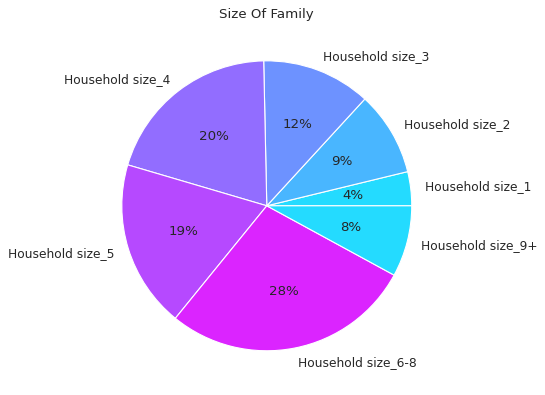 Size Of Family
Household size_3
Household size_4
12%
Household size_2
20%
9%
Household size_1
4%
19%
8%
Household size_9+
Household size_5
28%
Household size_6-8